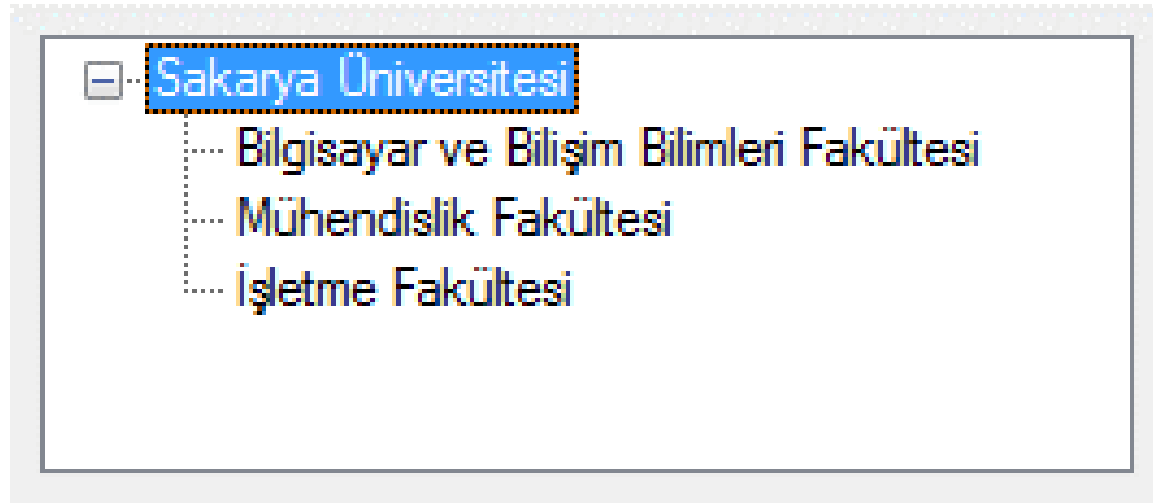 Sakarya Üniversitesi
Bilgisayar ve Bilişim Bilimleri Fakültesi
Mühendislik Fakültesi
İşletme Fakültesi